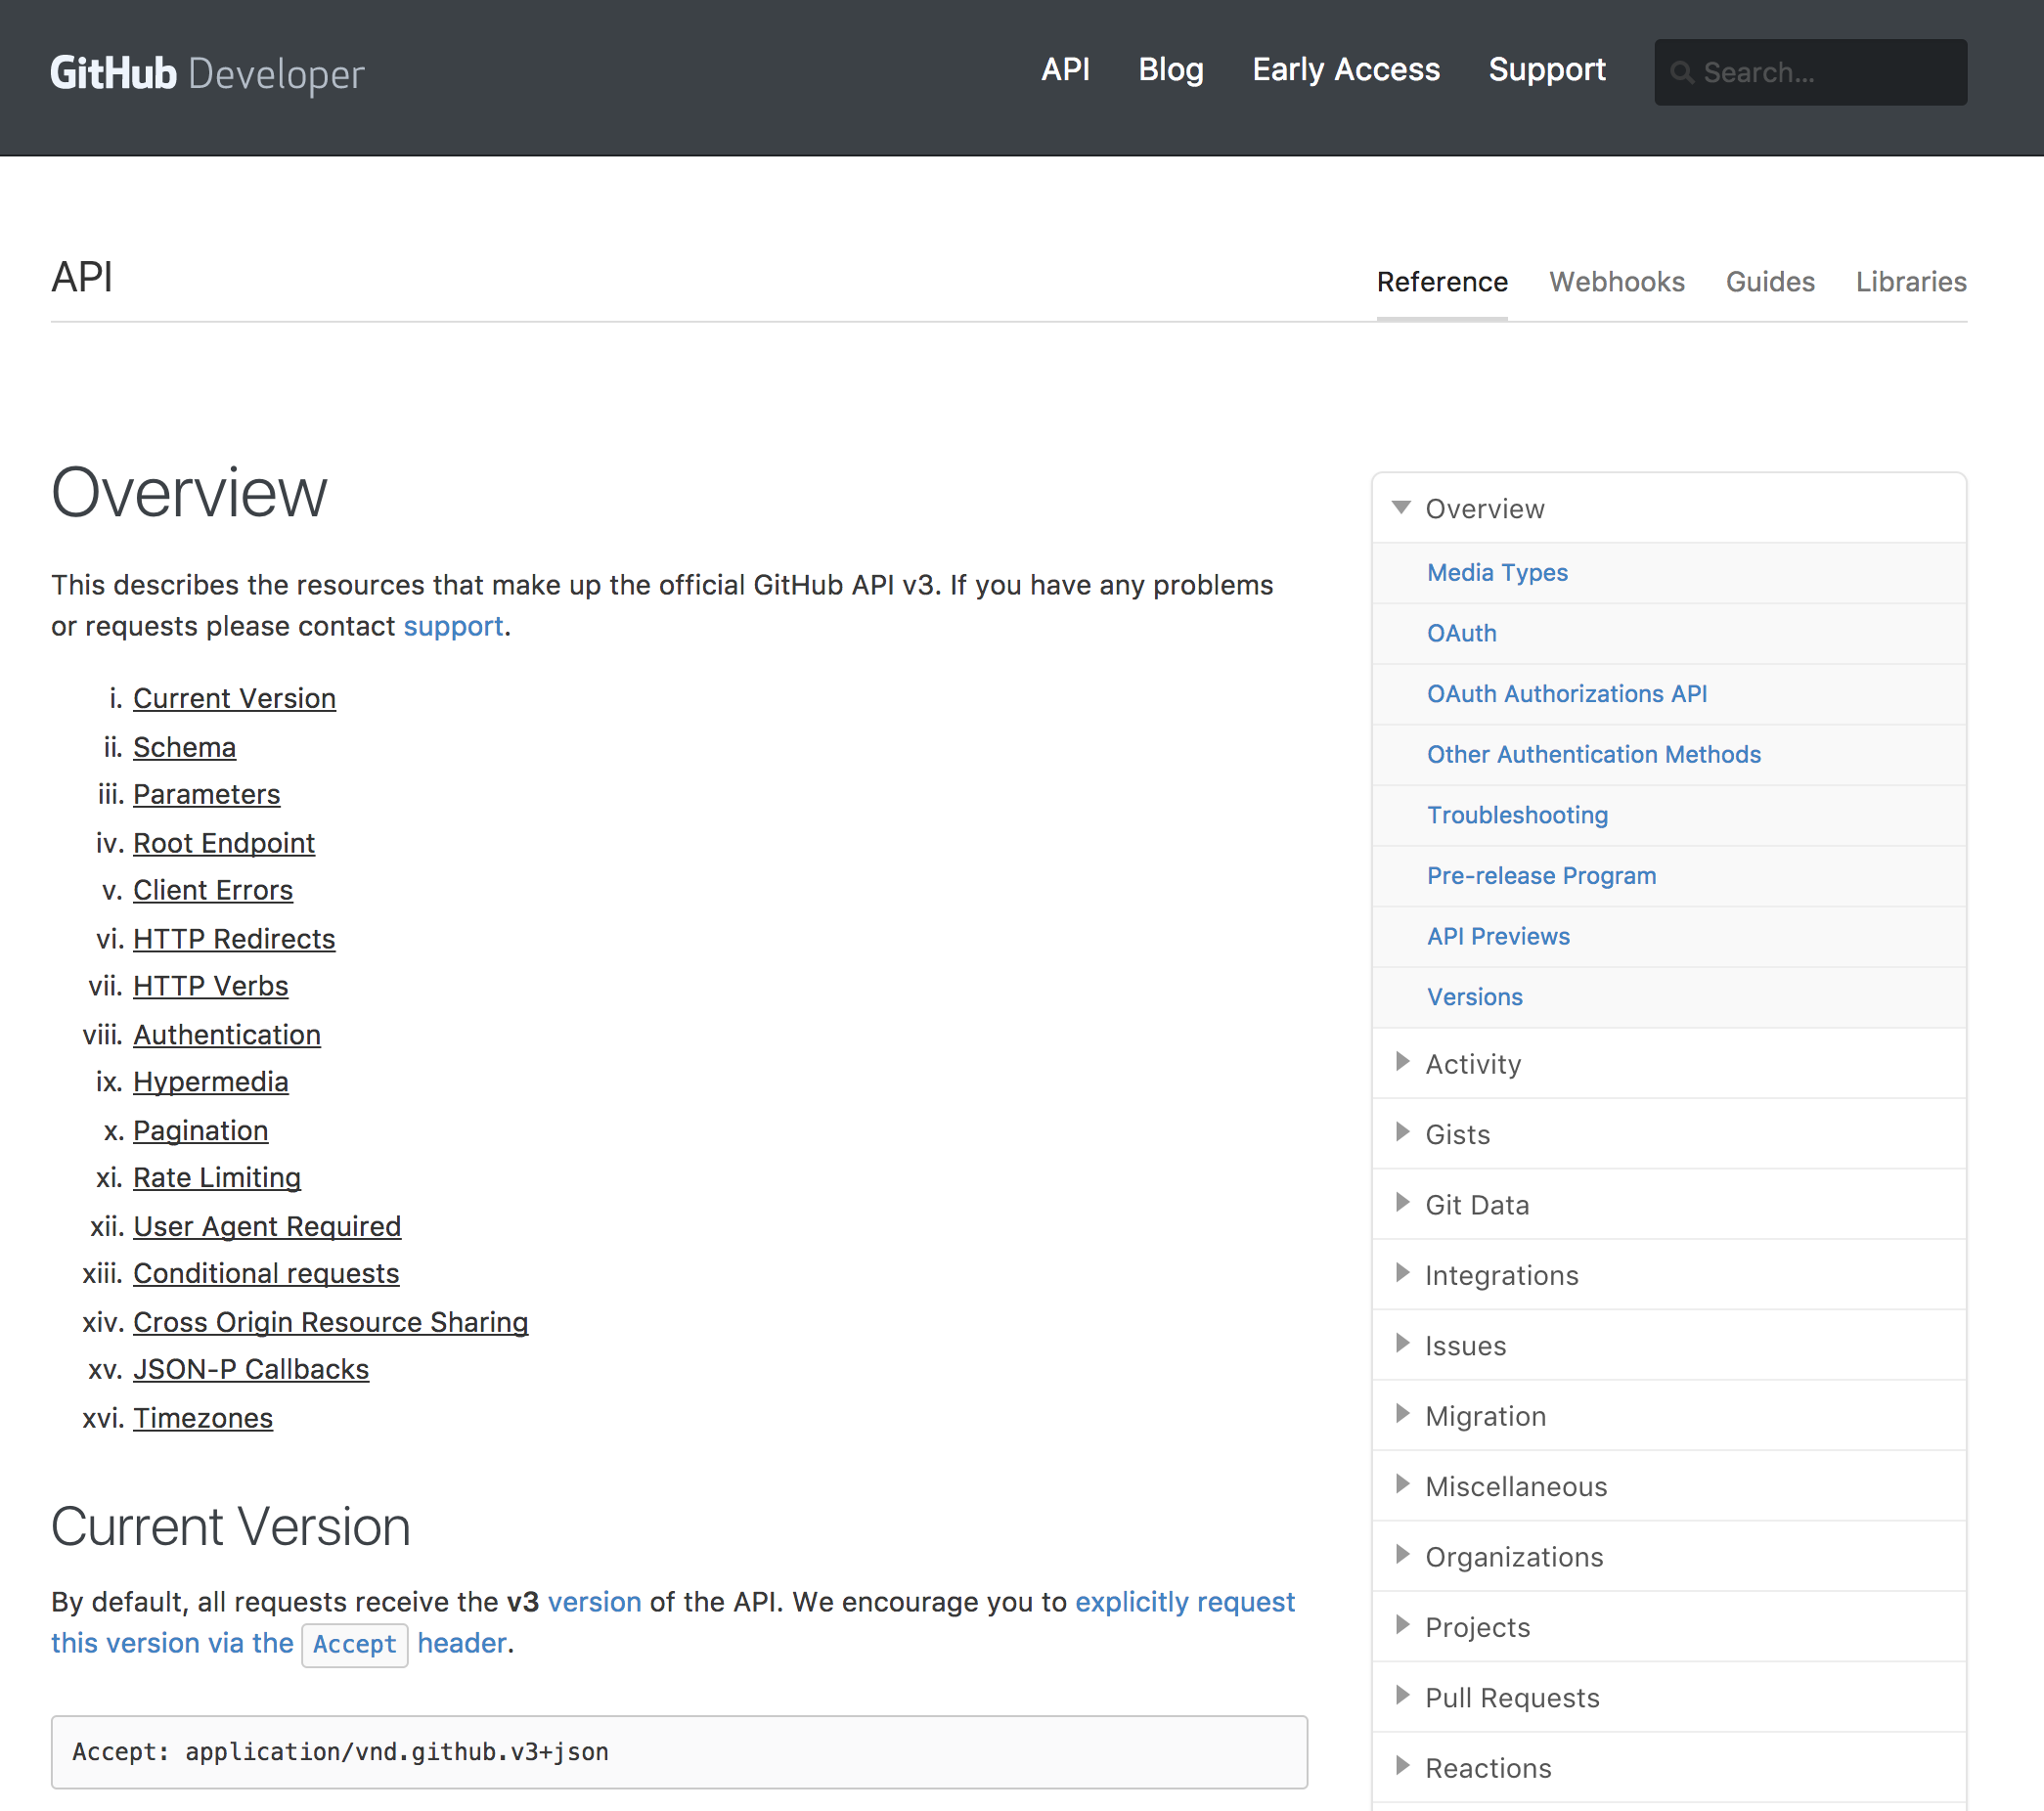 GitHub Developer
API Blog Early Access Support Search...
API
Reference Webhooks Guides Libraries
Overview
This describes the resources that make up the official GitHub API v3. If you have any problems
or requests please contact support.
i. Current Version
ii. Schema
iii. Parameters
iv. Root Endpoint
v. Client Errors
vi. HTTP Redirects
vii. HTTP Verbs
viii. Authentication
ix. Hypermedia
x. Pagination
xi. Rate Limiting
xii. User Agent Required
xiii. Conditional requests
xiv. Cross Origin Resource Sharing
xv. JSON-P Callbacks
xvi. Timezones
Current Version
By default, all requests receive the v3 version of the API. We encourage you to explicitly request
this version via the Accept header.
Accept: application/vnd.github.v3+json
Overview
Media Types
OAuth
OAuth Authorizations API
Other Authentication Methods
Troubleshooting
Pre-release Program
API Previews
Versions
Activity
Gists
Git Data
Integrations
Issues
Migration
Miscellaneous
Organizations
Projects
Pull Requests
Reactions